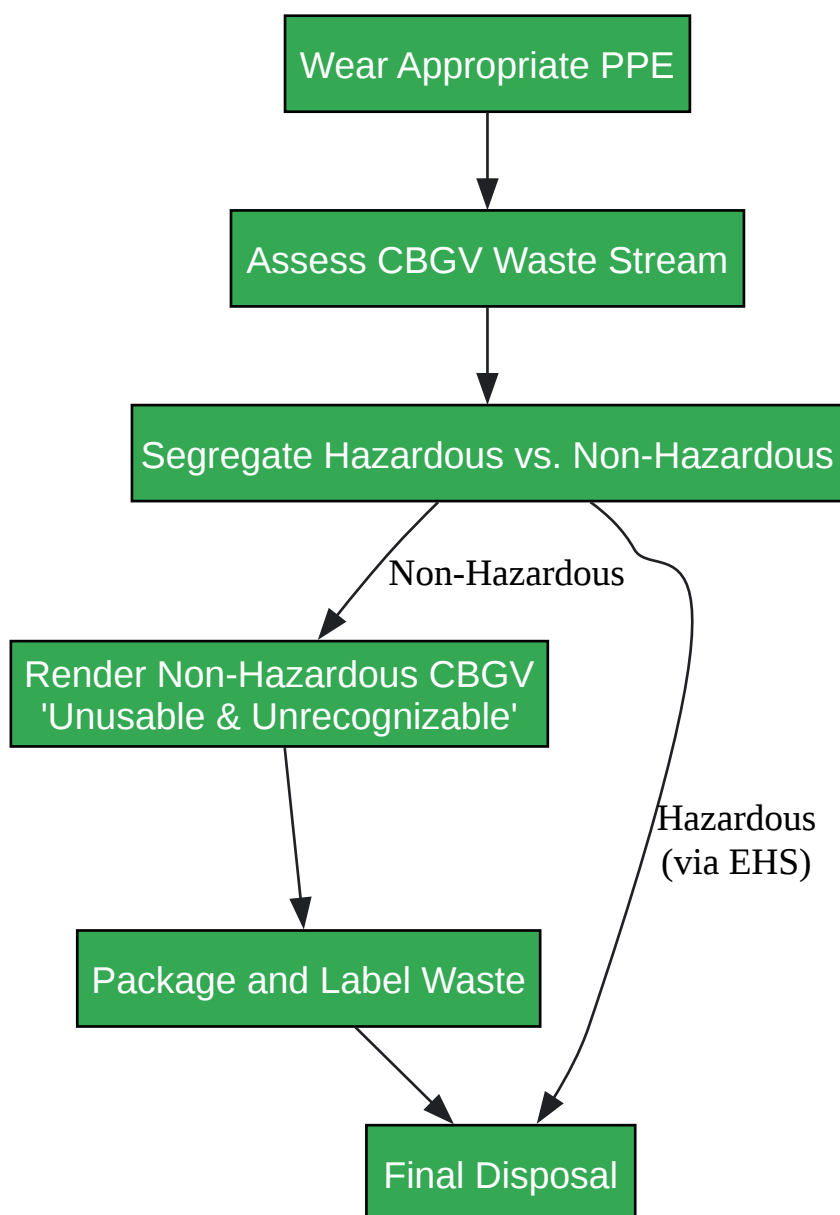 Wear Appropriate PPE
Assess CBGV Waste Stream
Segregate Hazardous vs. Non-Hazardous
Non-Hazardous
Render Non-Hazardous CBGV
'Unusable & Unrecognizable'
Hazardous
(via EHS)
Package and Label Waste
Final Disposal